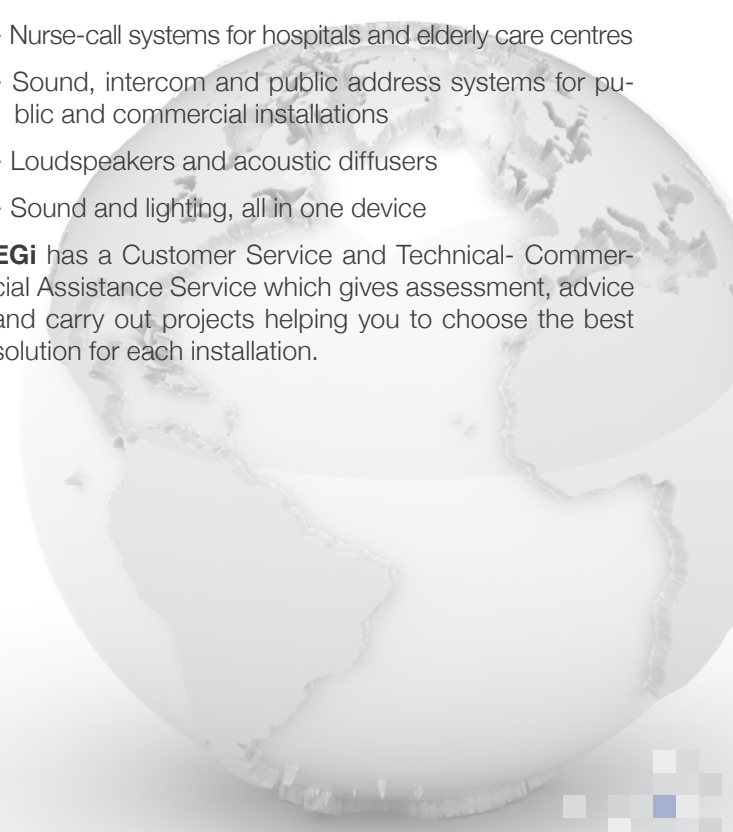 - Nurse-call systems for hospitals and elderly care centres
- Sound, intercom and public address systems for pu-
blic and commercial installations
- Loudspeakers and acoustic diffusers
- Sound and lighting, all in one device
EGi has a Customer Service and Technical- Commer-
cial Assistance Service which gives assessment, advice
and carry out projects helping you to choose the best
solution for each installation.